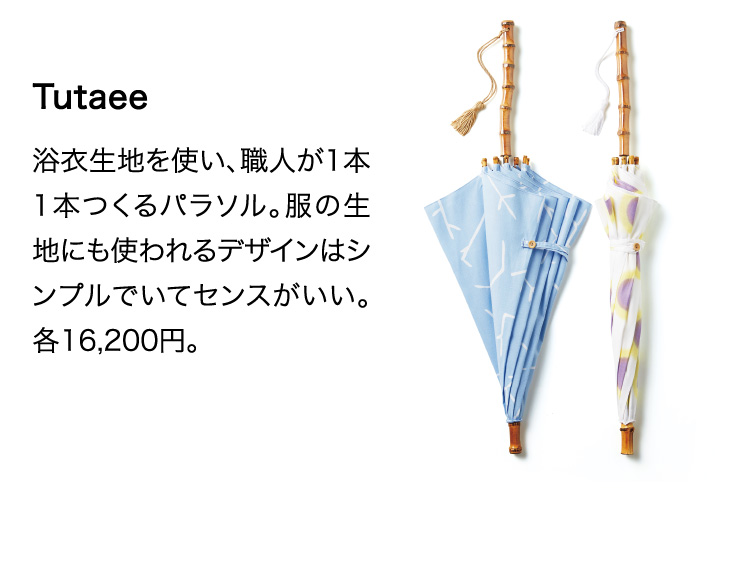 Tutaee
浴衣生地を使い、職人が1本
1本つくるパラソル。服の生
地にも使われるデザインはシ
ンプルでいてセンスがいい。
各16,200円。